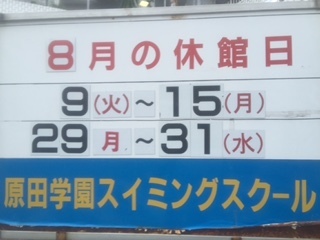 8月の休館日
9(火)～15(月)
29月～31(水)
原田学園スイミングスクール